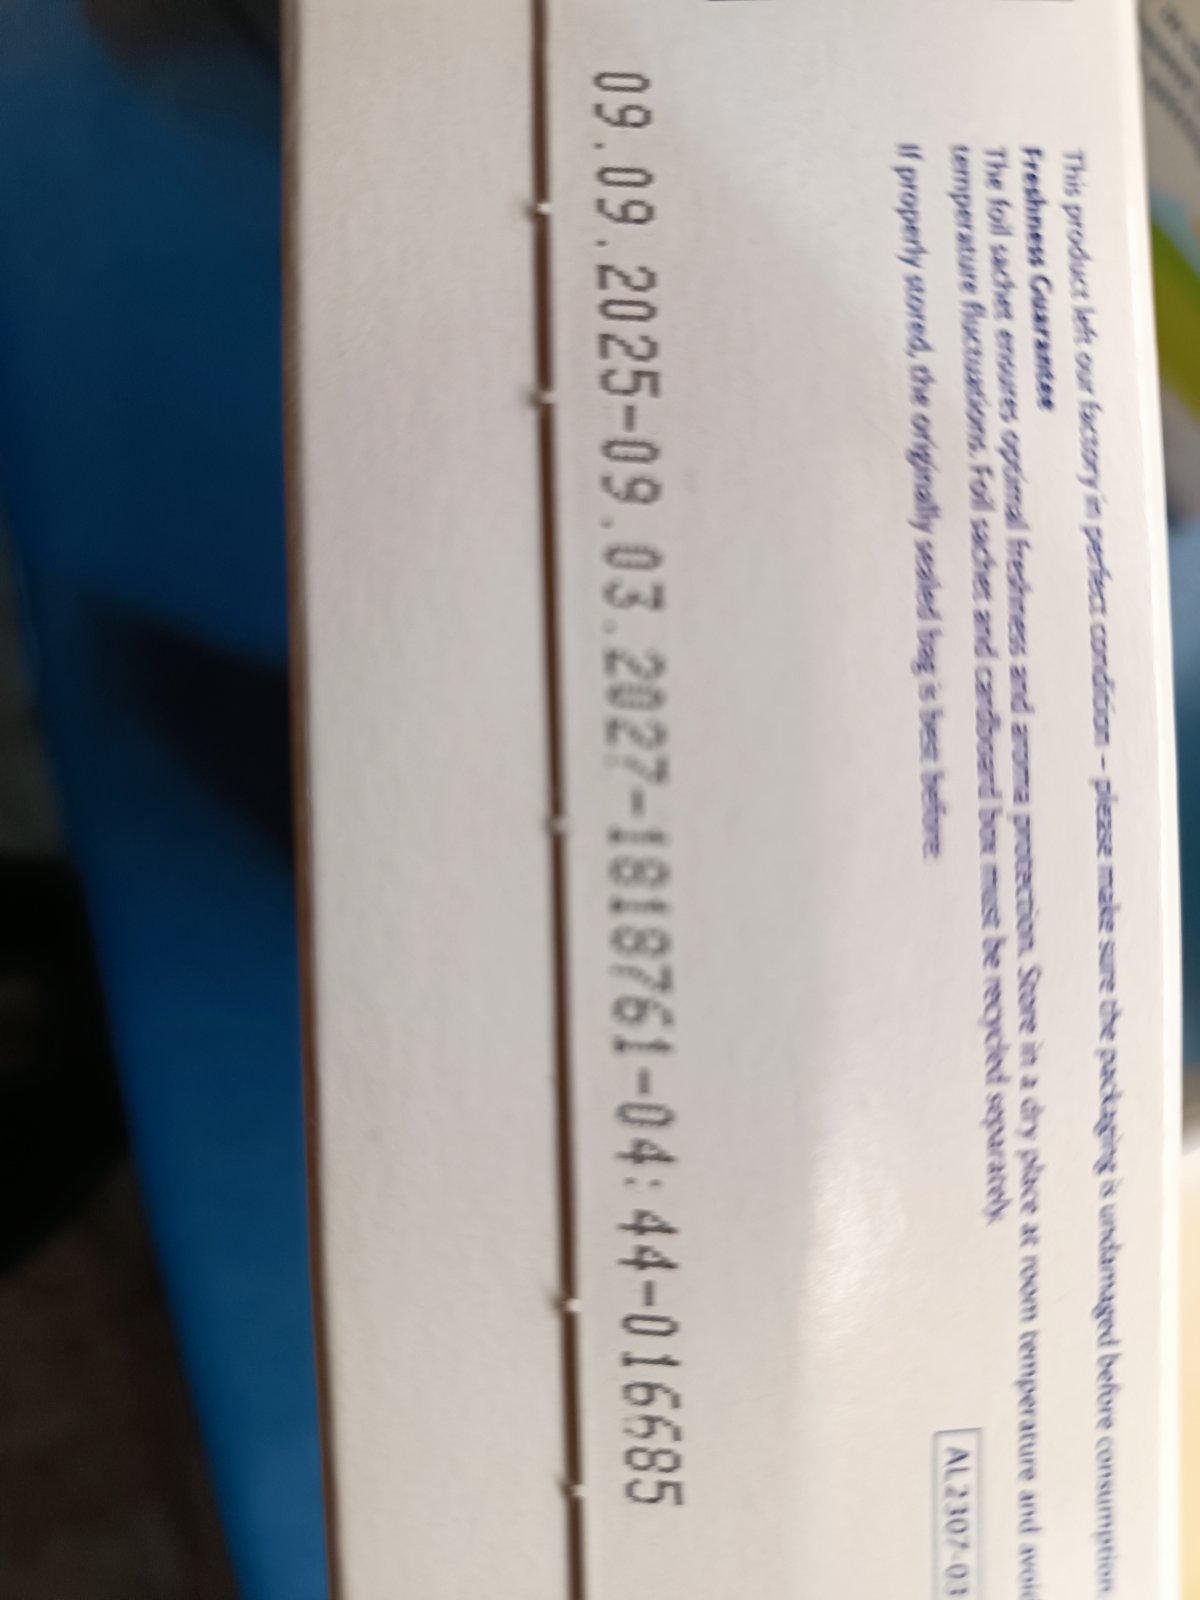 This product left our factory in perfect condition – please make sure the packaging is undamaged before consumption.
Freshness Guarantee
The foil sachet ensures optimal freshness and aroma protection. Store in a dry place at room temperature and avoid
temperature fluctuations. Foil sachet and cardboard box must be recycled separately.
If properly stored, the originally sealed bag is best before:
AL2307-03
09.09.2025-09.03.2027-1818761-04:44-016685